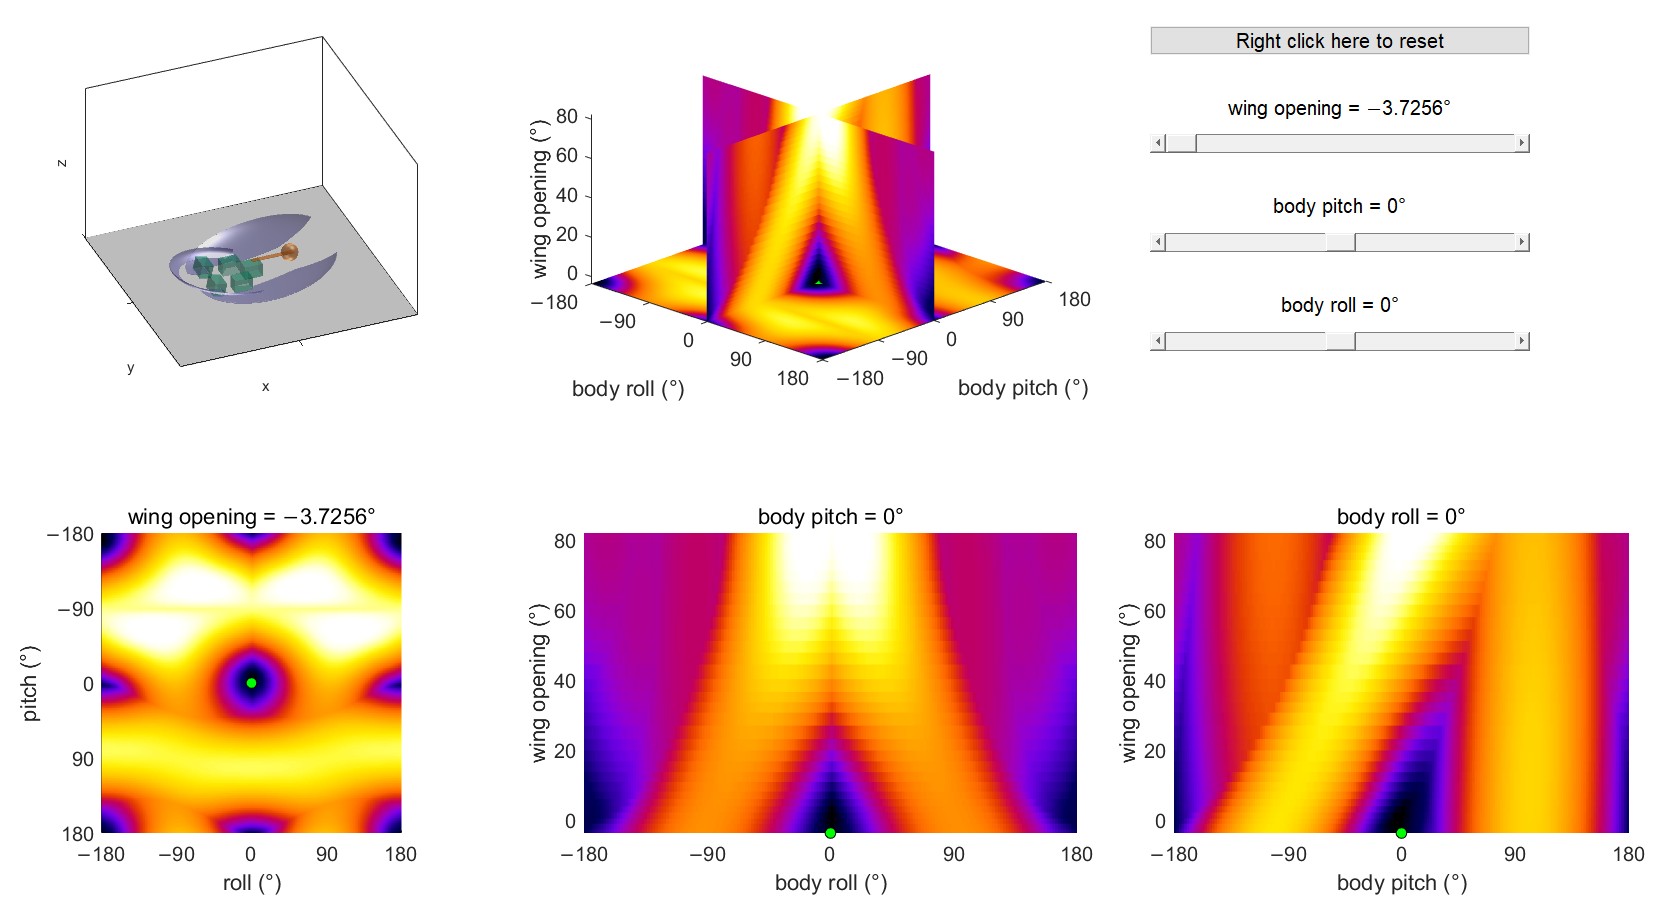 Right click here to reset
wing opening = −3.7256°
body pitch = 0°
body roll = 0°
z
y
x
wing opening (°)
80
60
40
20
0
−180
−90
0
90
180
body roll (°)
−180
−90
0
90
180
body pitch (°)
wing opening = −3.7256°
pitch (°)
−180
−90
0
90
180
−180 −90 0 90 180
roll (°)
body pitch = 0°
wing opening (°)
80
60
40
20
0
−180 −90 0 90 180
body roll (°)
body roll = 0°
wing opening (°)
80
60
40
20
0
−180 −90 0 90 180
body pitch (°)